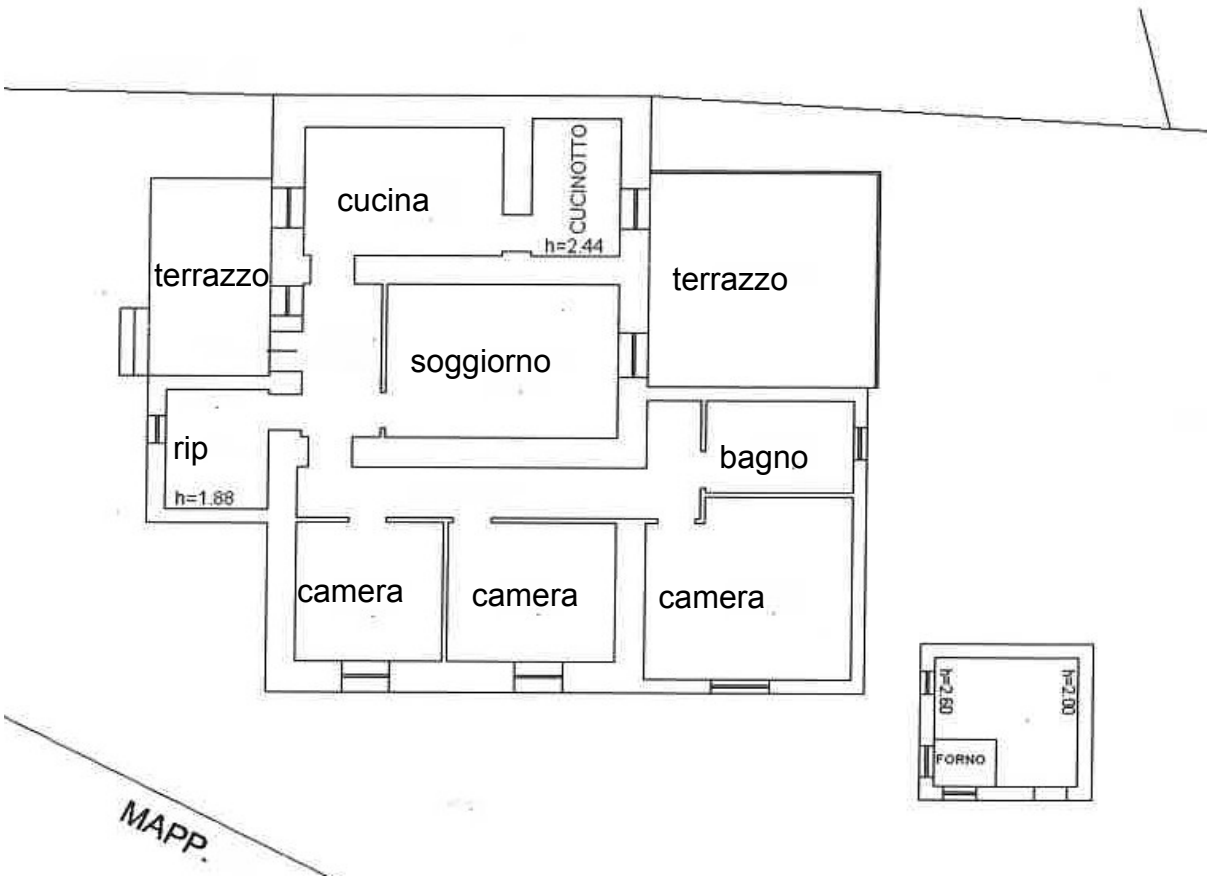 CUCINOTTO
cucina
h=2.44
terrazzo
terrazzo
soggiorno
rip
bagno
h=1.88
camera
camera
camera
h=2.60
h=2.00
FORNO
MAPP.